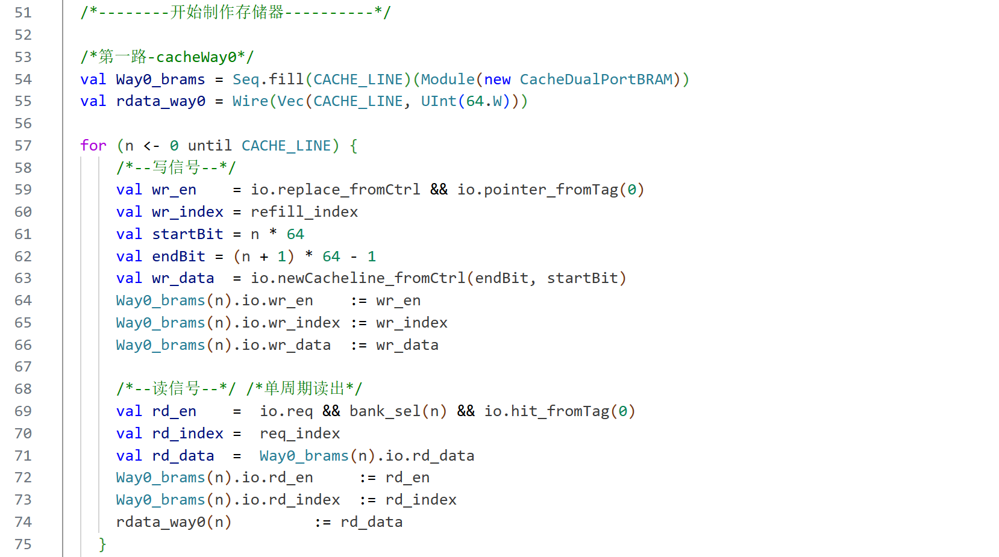 51 /*--------开始制作存储器----------*/
52
53 /*第一路-cacheWay0*/
54 val Way0_brams = Seq.fill(CACHE_LINE)(Module(new CacheDualPortBRAM))
55 val rdata_way0 = Wire(Vec(CACHE_LINE, UInt(64.W)))
56
57 for (n <- 0 until CACHE_LINE) {
58     /*--写信号--*/
59     val wr_en    = io.replace_fromCtrl && io.pointer_fromTag(0)
60     val wr_index = refill_index
61     val startBit = n * 64
62     val endBit = (n + 1) * 64 - 1
63     val wr_data  = io.newCacheline_fromCtrl(endBit, startBit)
64     Way0_brams(n).io.wr_en    := wr_en
65     Way0_brams(n).io.wr_index := wr_index
66     Way0_brams(n).io.wr_data  := wr_data
67
68     /*--读信号--*/ /*单周期读出*/
69     val rd_en    =  io.req && bank_sel(n) && io.hit_fromTag(0)
70     val rd_index =  req_index
71     val rd_data  =  Way0_brams(n).io.rd_data
72     Way0_brams(n).io.rd_en     := rd_en
73     Way0_brams(n).io.rd_index  := rd_index
74     rdata_way0(n)         := rd_data
75   }